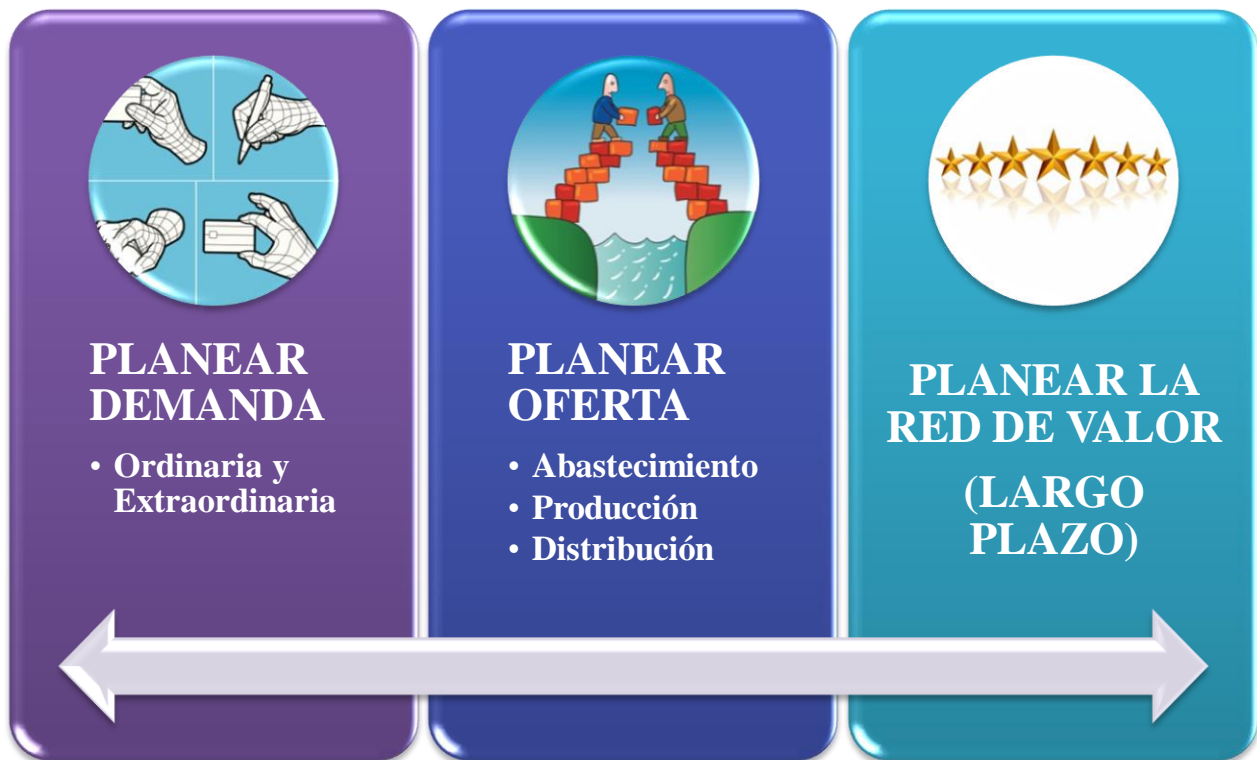 PLANEAR
DEMANDA
• Ordinaria y
Extraordinaria
PLANEAR
OFERTA
• Abastecimiento
• Producción
• Distribución
PLANEAR LA
RED DE VALOR
(LARGO
PLAZO)